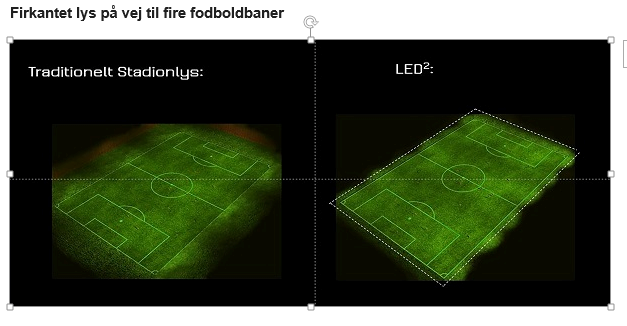 Firkantet lys på vej til fire fodboldbaner
Traditionelt Stadionlys:
LED²: